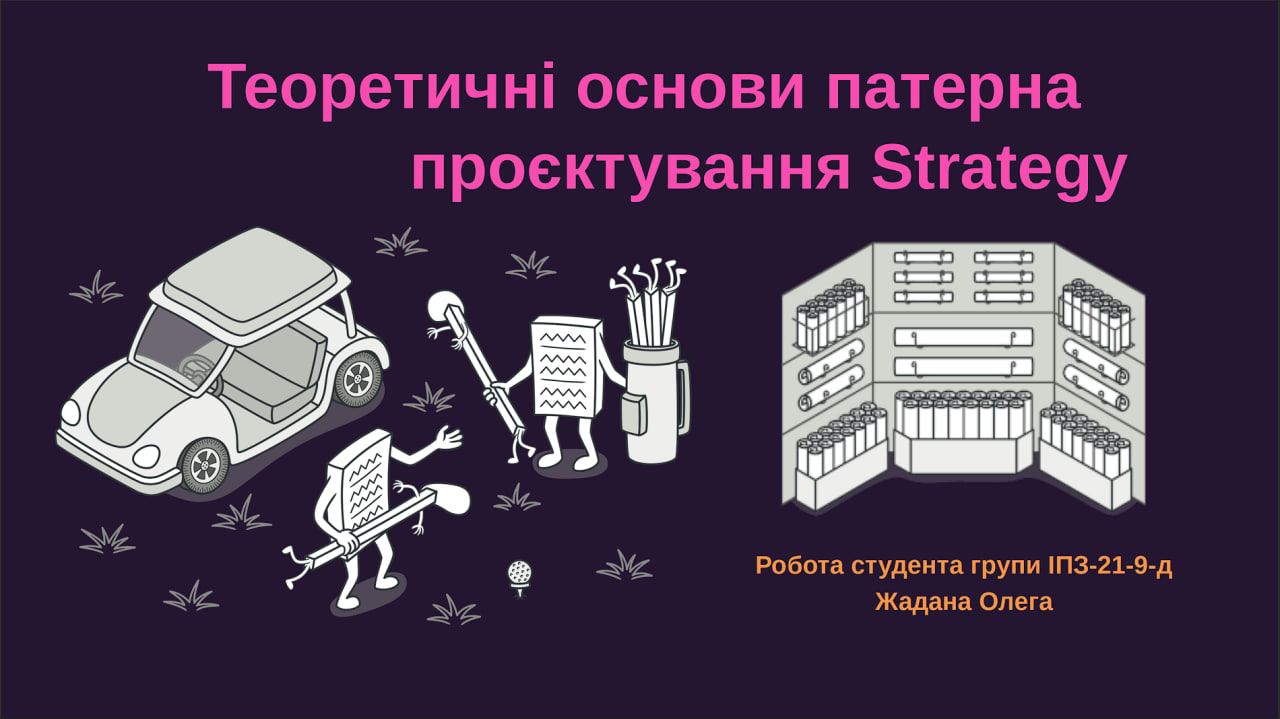 Теоретичні основи патерна
проєктування Strategy
Робота студента групи ІПЗ-21-9-д
Жадана Олега